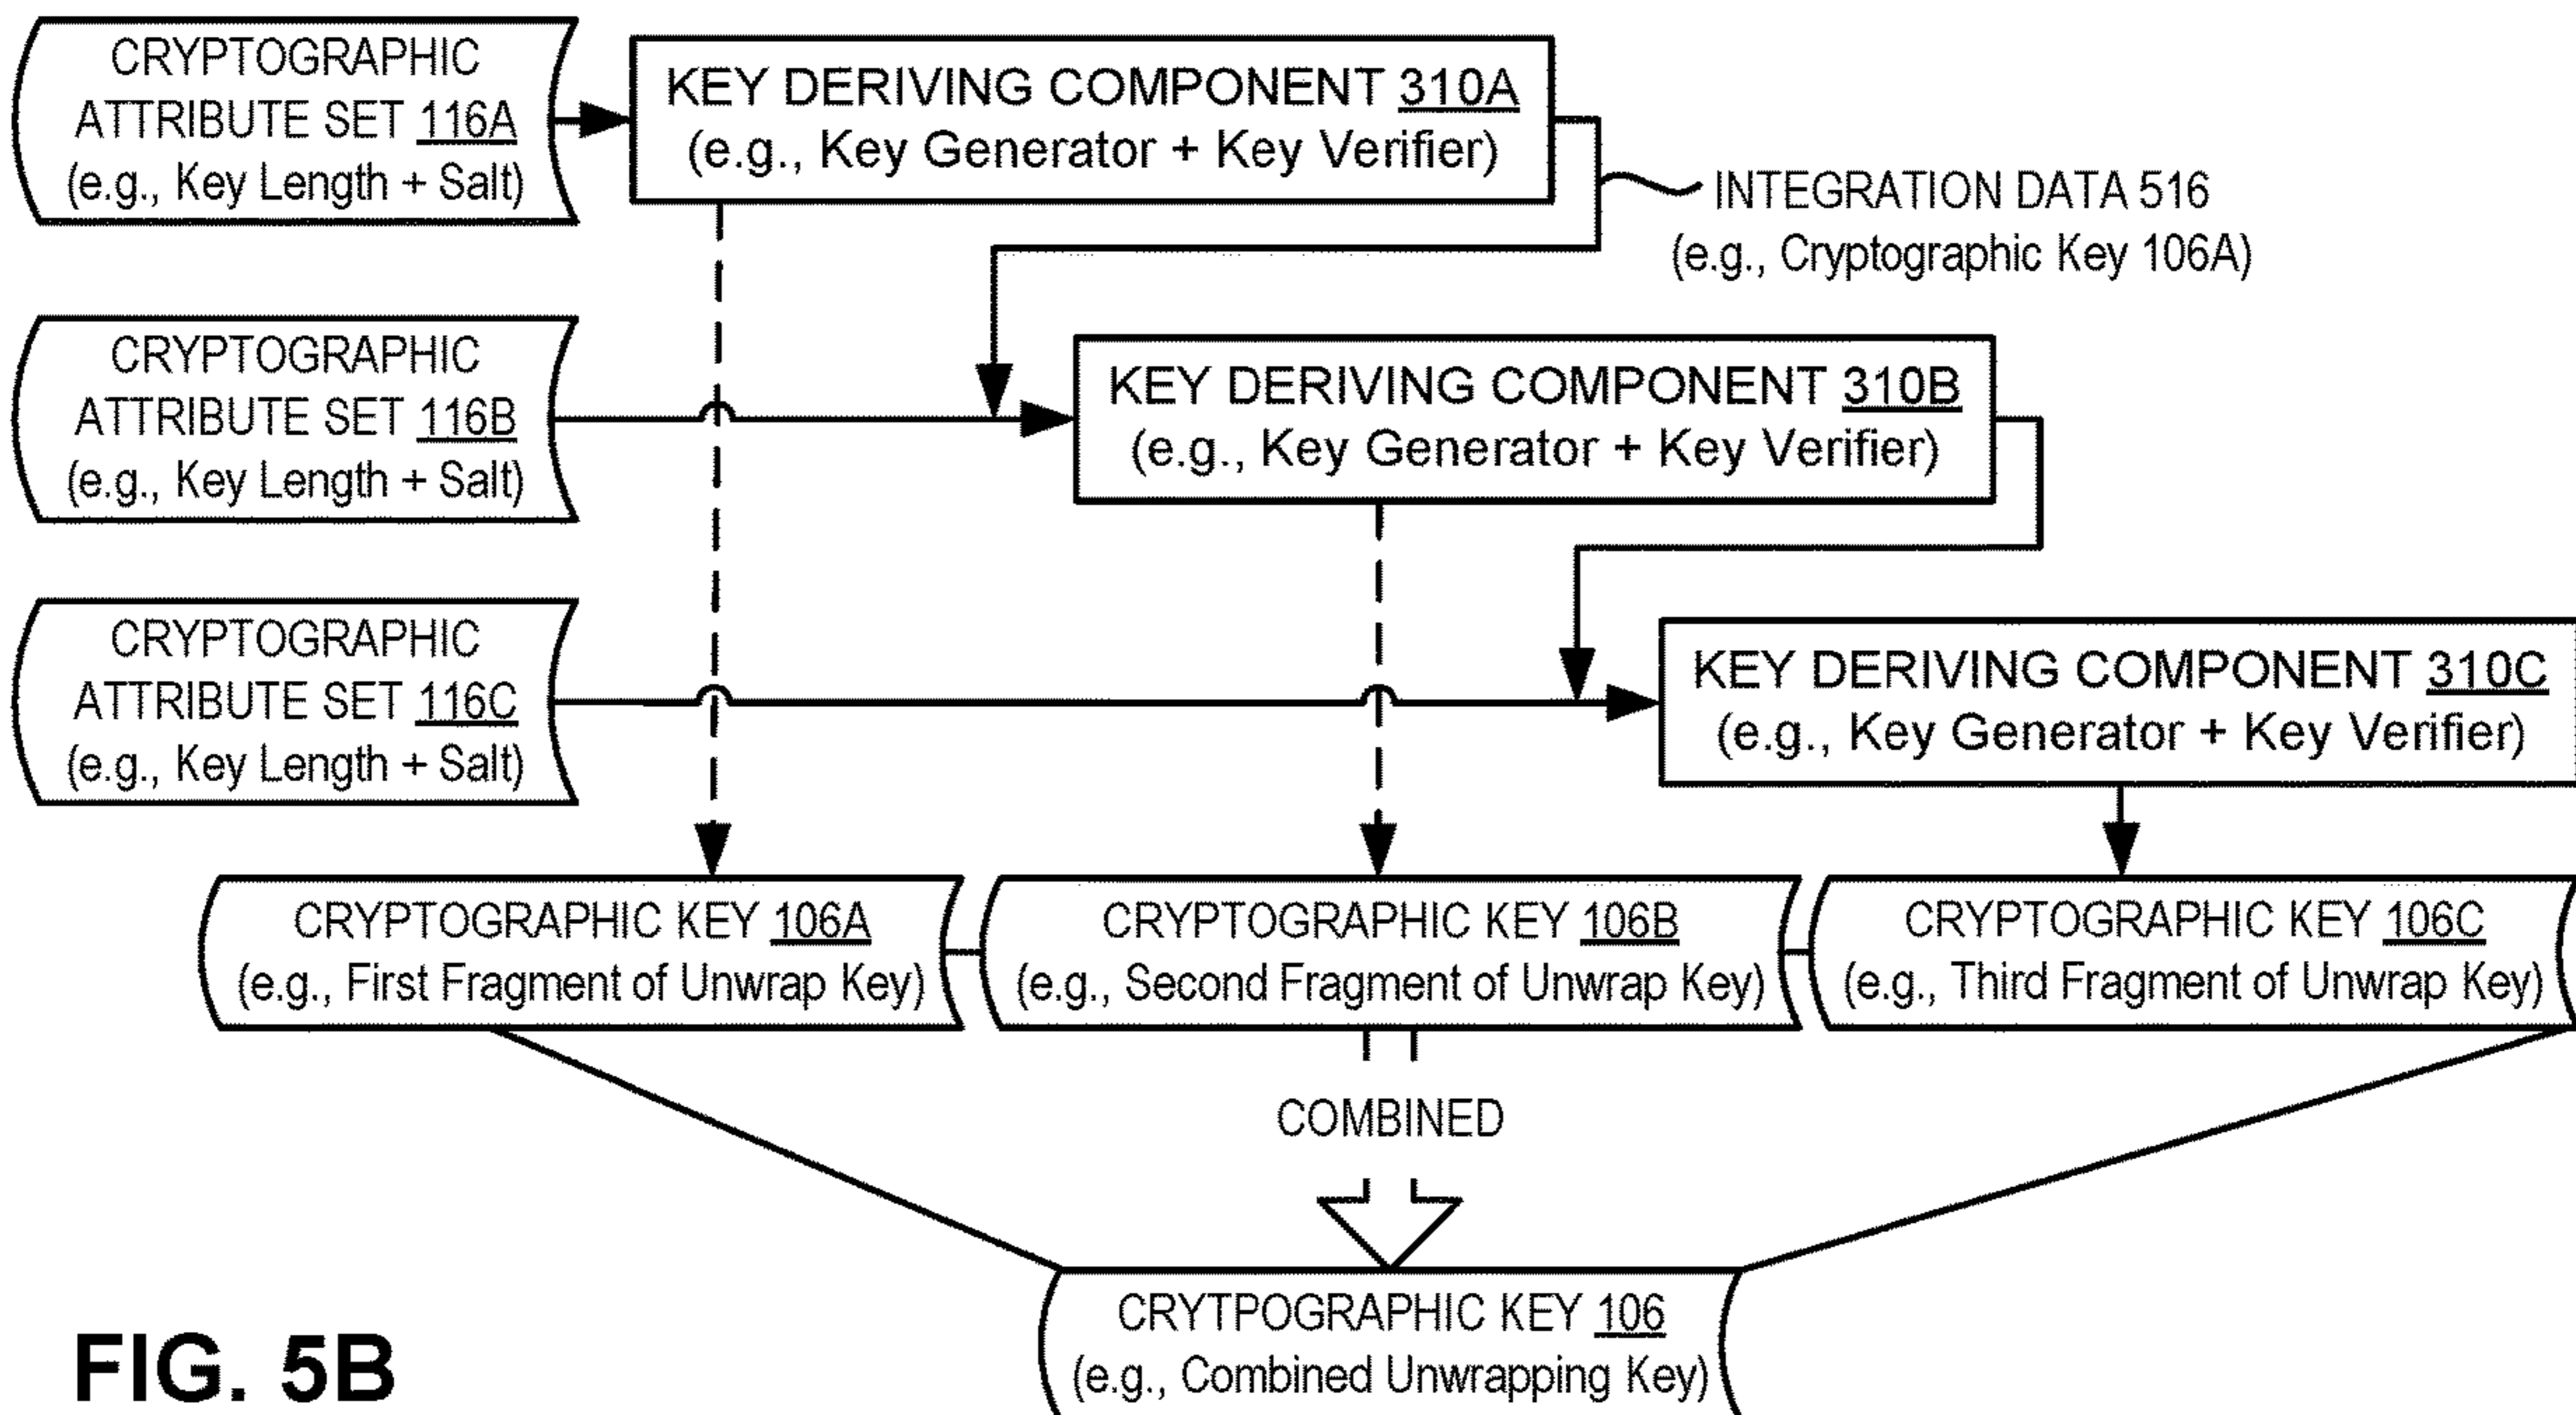 CRYPTOGRAPHIC
ATTRIBUTE SET 116A
(e.g., Key Length + Salt)
KEY DERIVING COMPONENT 310A
(e.g., Key Generator + Key Verifier)
INTEGRATION DATA 516
(e.g., Cryptographic Key 106A)
CRYPTOGRAPHIC
ATTRIBUTE SET 116B
(e.g., Key Length + Salt)
KEY DERIVING COMPONENT 310B
(e.g., Key Generator + Key Verifier)
CRYPTOGRAPHIC
ATTRIBUTE SET 116C
(e.g., Key Length + Salt)
KEY DERIVING COMPONENT 310C
(e.g., Key Generator + Key Verifier)
CRYPTOGRAPHIC KEY 106A
(e.g., First Fragment of Unwrap Key)
CRYPTOGRAPHIC KEY 106B
(e.g., Second Fragment of Unwrap Key)
CRYPTOGRAPHIC KEY 106C
(e.g., Third Fragment of Unwrap Key)
COMBINED
CRYTPOGRAPHIC KEY 106
(e.g., Combined Unwrapping Key)
FIG. 5B